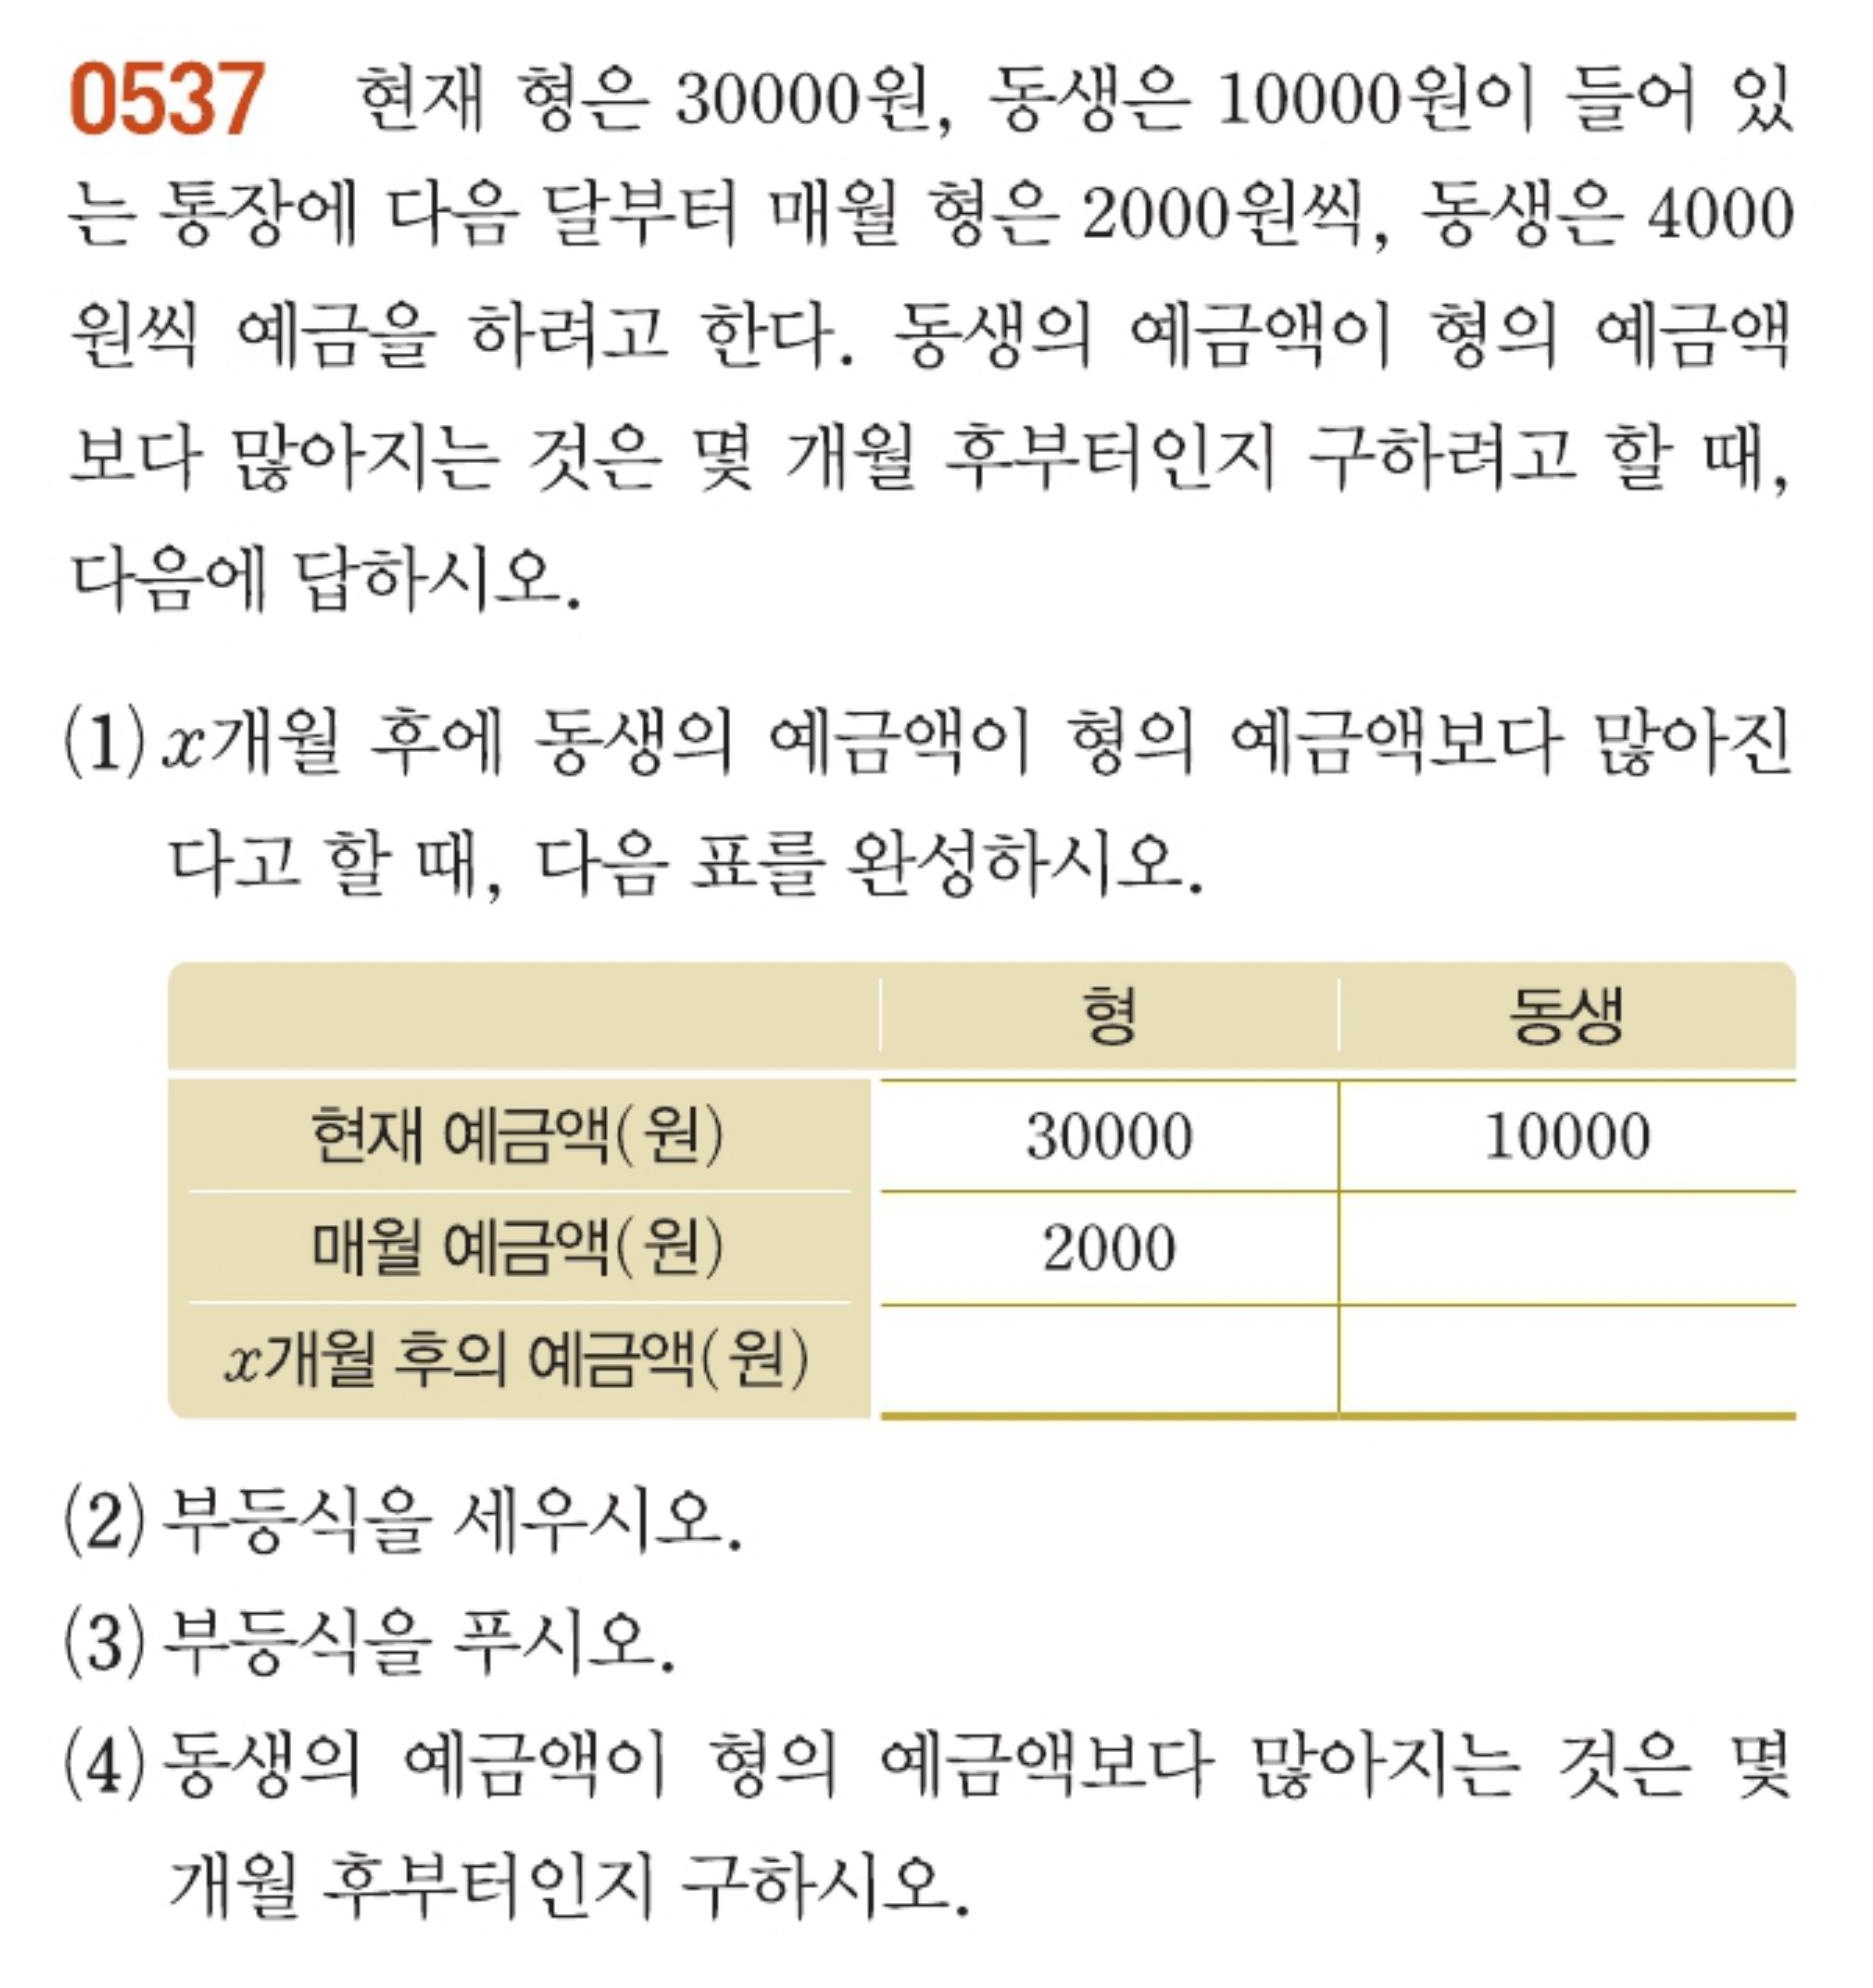 0537 현재 형은 30000원, 동생은 10000원이 들어 있
는 통장에 다음 달부터 매월 형은 2000원씩, 동생은 4000
원씩 예금을 하려고 한다. 동생의 예금액이 형의 예금액
보다 많아지는 것은 몇 개월 후부터인지 구하려고 할 때,
다음에 답하시오.
(1) x개월 후에 동생의 예금액이 형의 예금액보다 많아진
다고 할 때, 다음 표를 완성하시오.
형 동생
현재 예금액(원) 30000 10000
매월 예금액(원) 2000
x개월 후의 예금액(원)
(2) 부등식을 세우시오.
(3) 부등식을 푸시오.
(4) 동생의 예금액이 형의 예금액보다 많아지는 것은 몇
개월 후부터인지 구하시오.